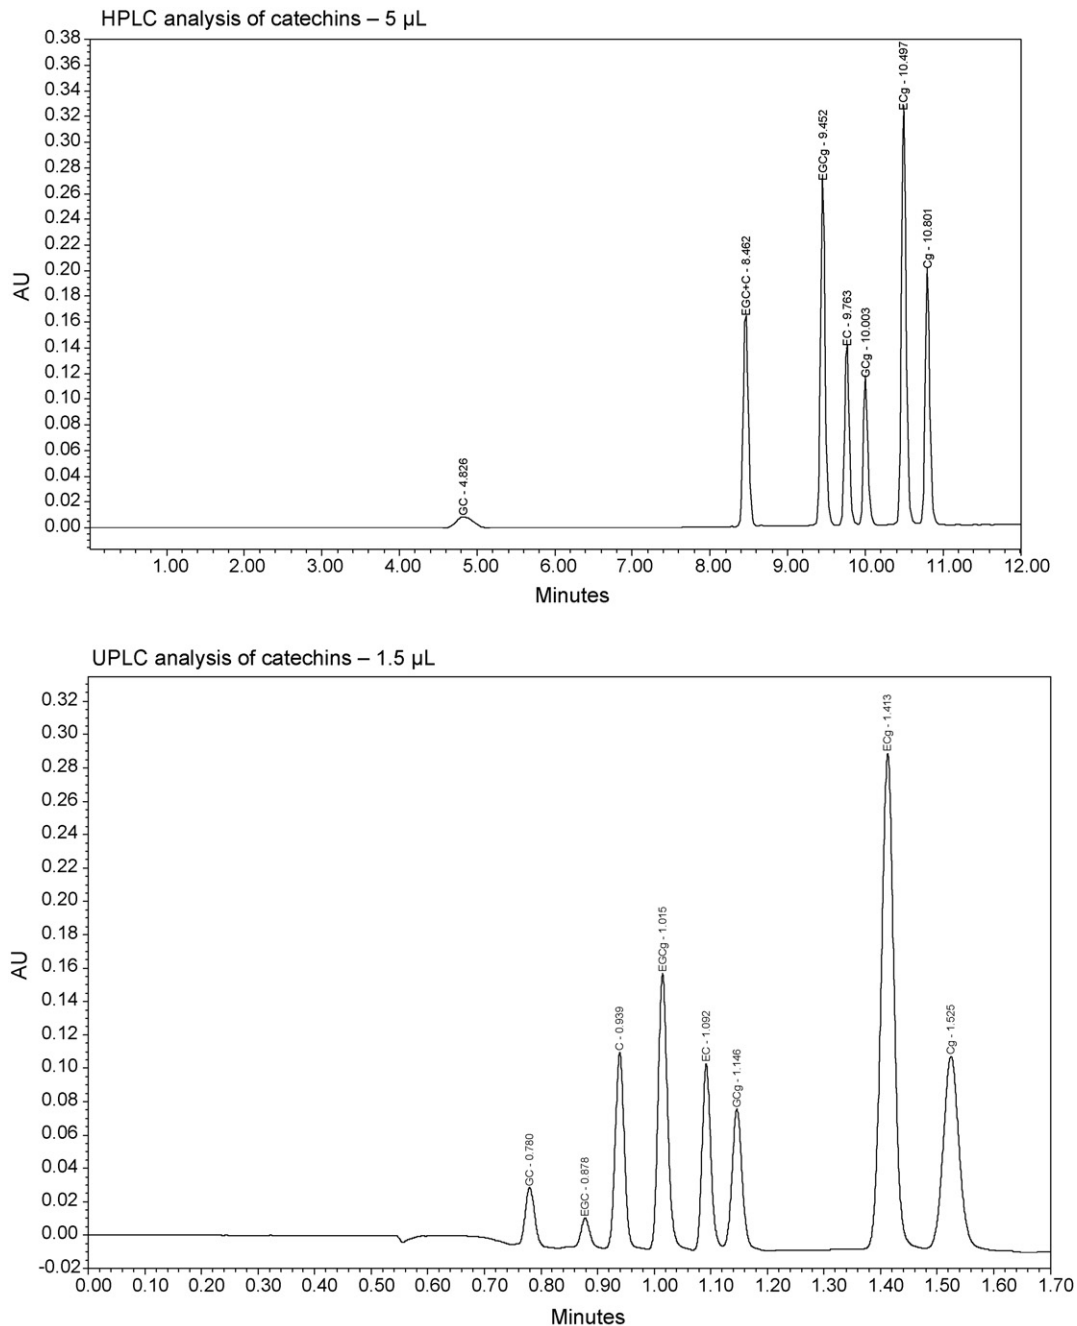 HPLC analysis of catechins – 5 µL
0.38
0.36
0.34
0.32
0.30
0.28
0.26
0.24
0.22
0.20
0.18
0.16
0.14
0.12
0.10
0.08
0.06
0.04
0.02
0.00
AU
GC - 4.826
EGC+C - 8.462
EGCg - 9.452
EC - 9.763
GCg - 10.003
ECg - 10.497
Cg - 10.801
1.00 2.00 3.00 4.00 5.00 6.00 7.00 8.00 9.00 10.00 11.00 12.00
Minutes
UPLC analysis of catechins – 1.5 µL
0.32
0.30
0.28
0.26
0.24
0.22
0.20
0.18
0.16
0.14
0.12
0.10
0.08
0.06
0.04
0.02
0.00
-0.02
AU
GC - 0.780
EGC - 0.878
C - 0.939
EGCg - 1.015
EC - 1.092
GCg - 1.146
ECg - 1.413
Cg - 1.525
0.00 0.10 0.20 0.30 0.40 0.50 0.60 0.70 0.80 0.90 1.00 1.10 1.20 1.30 1.40 1.50 1.60 1.70
Minutes